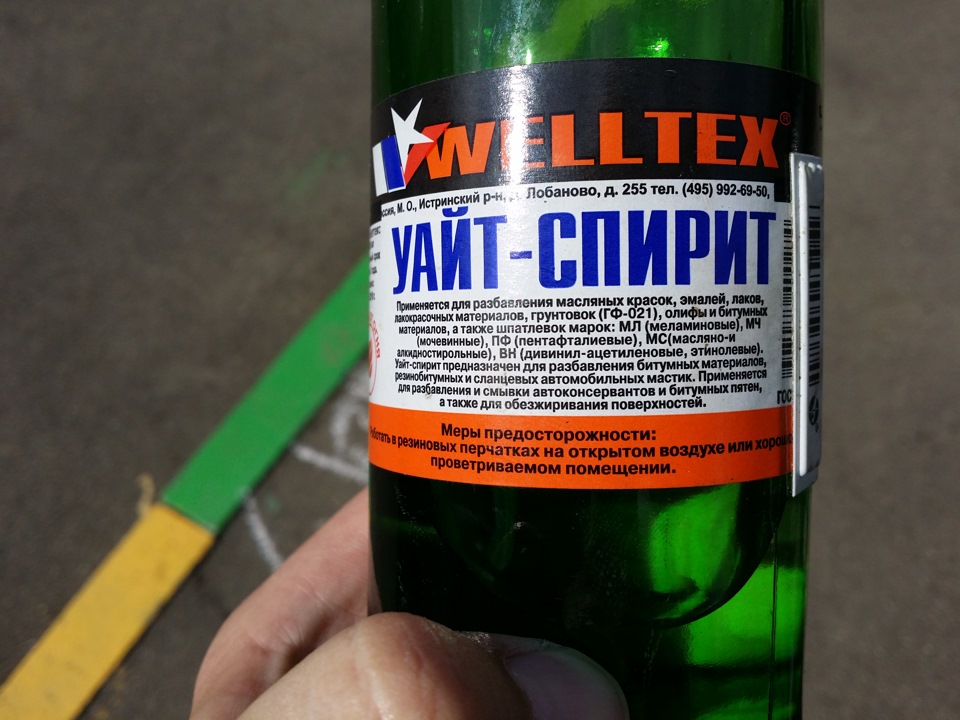 WELLTEX®
М. О., Истринский р-н, Лобаново, д. 255 тел. (495) 992-69-50,
УАЙТ-СПИРИТ
Применяется для разбавления масляных красок, эмалей, лаков,
лакокрасочных материалов, грунтовок (ГФ-021), олифы и битумных
материалов, а также шпатлевок марок: МЛ (меламиновые), МЧ
(мочевинные), ПФ (пентафталиевые), МС(масляно-и
алкидностирольные), ВН (дивинил-ацетиленовые, этинолевые).
Уайт-спирит предназначен для разбавления битумных материалов,
резинобитумных и сланцевых автомобильных мастик. Применяется
для разбавления и смывки автоконсервантов и битумных пятен,
а также для обезжиривания поверхностей.
ГОС
Меры предосторожности:
Работать в резиновых перчатках на открытом воздухе или хорошо
проветриваемом помещении.